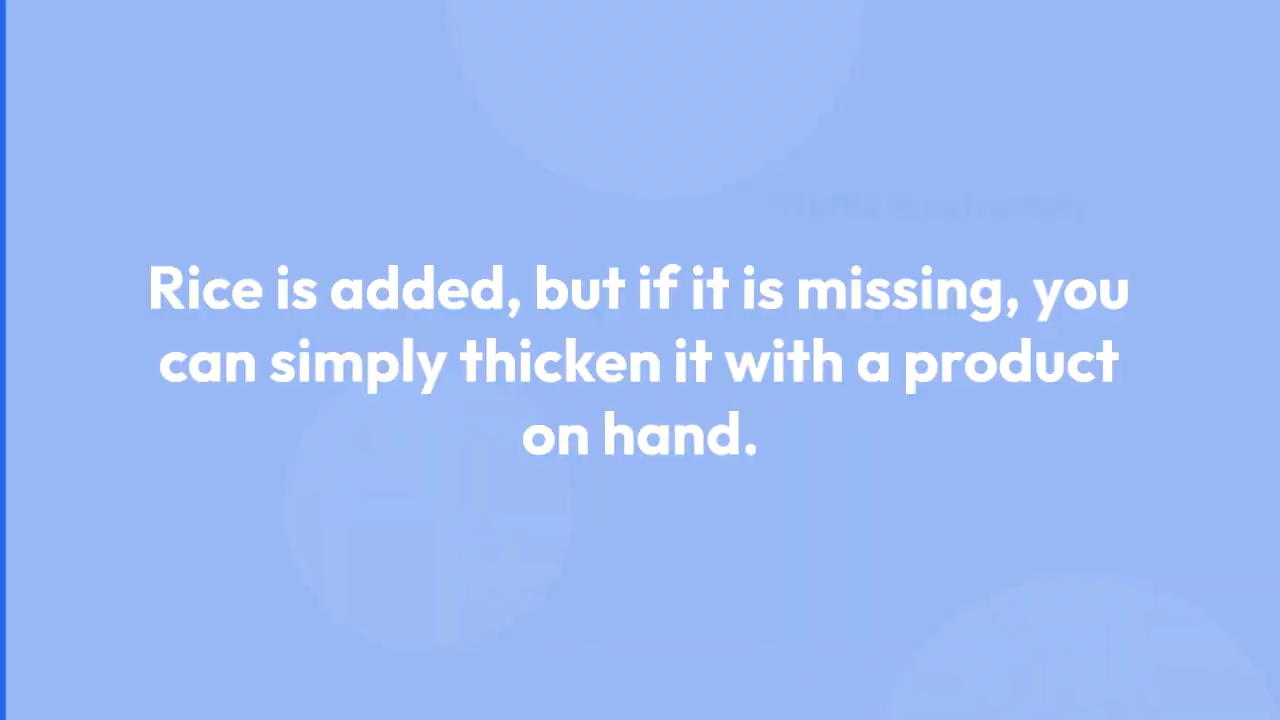 Rice is added, but if it is missing, you
can simply thicken it with a product
on hand.